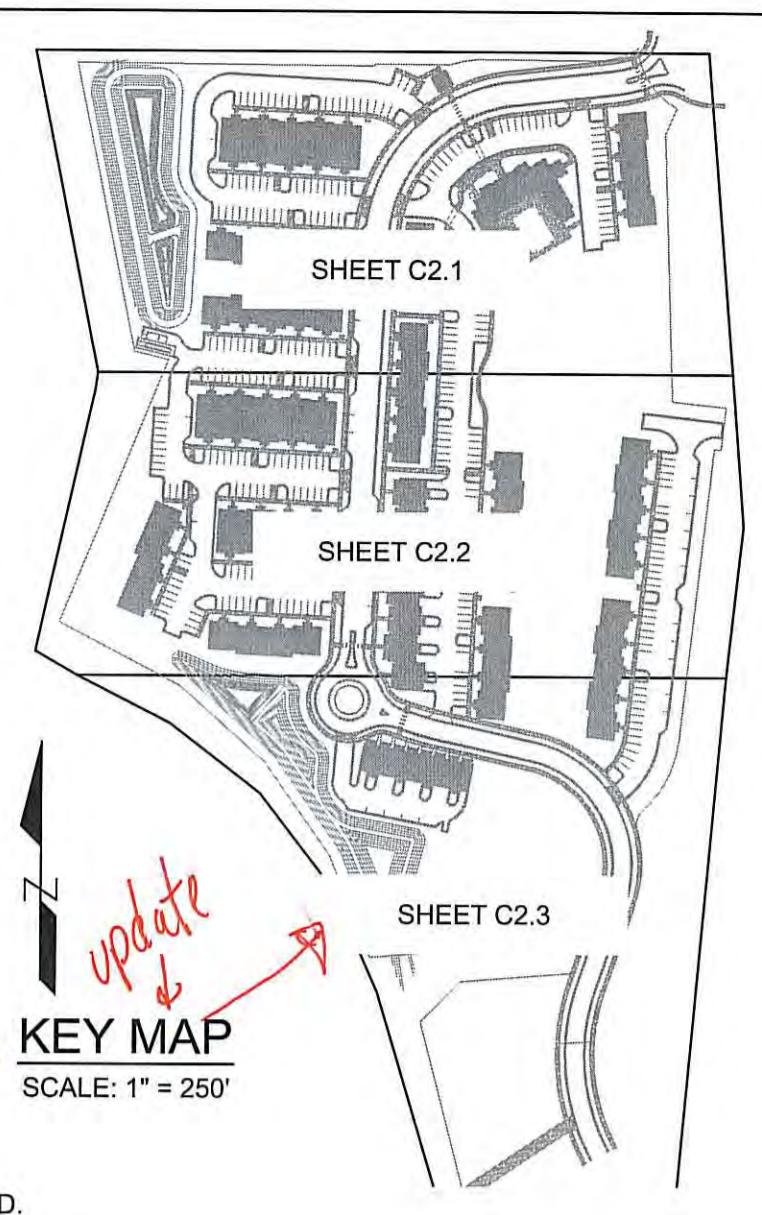 SHEET C2.1
SHEET C2.2
SHEET C2.3
N
update
KEY MAP
SCALE: 1" = 250'
D.